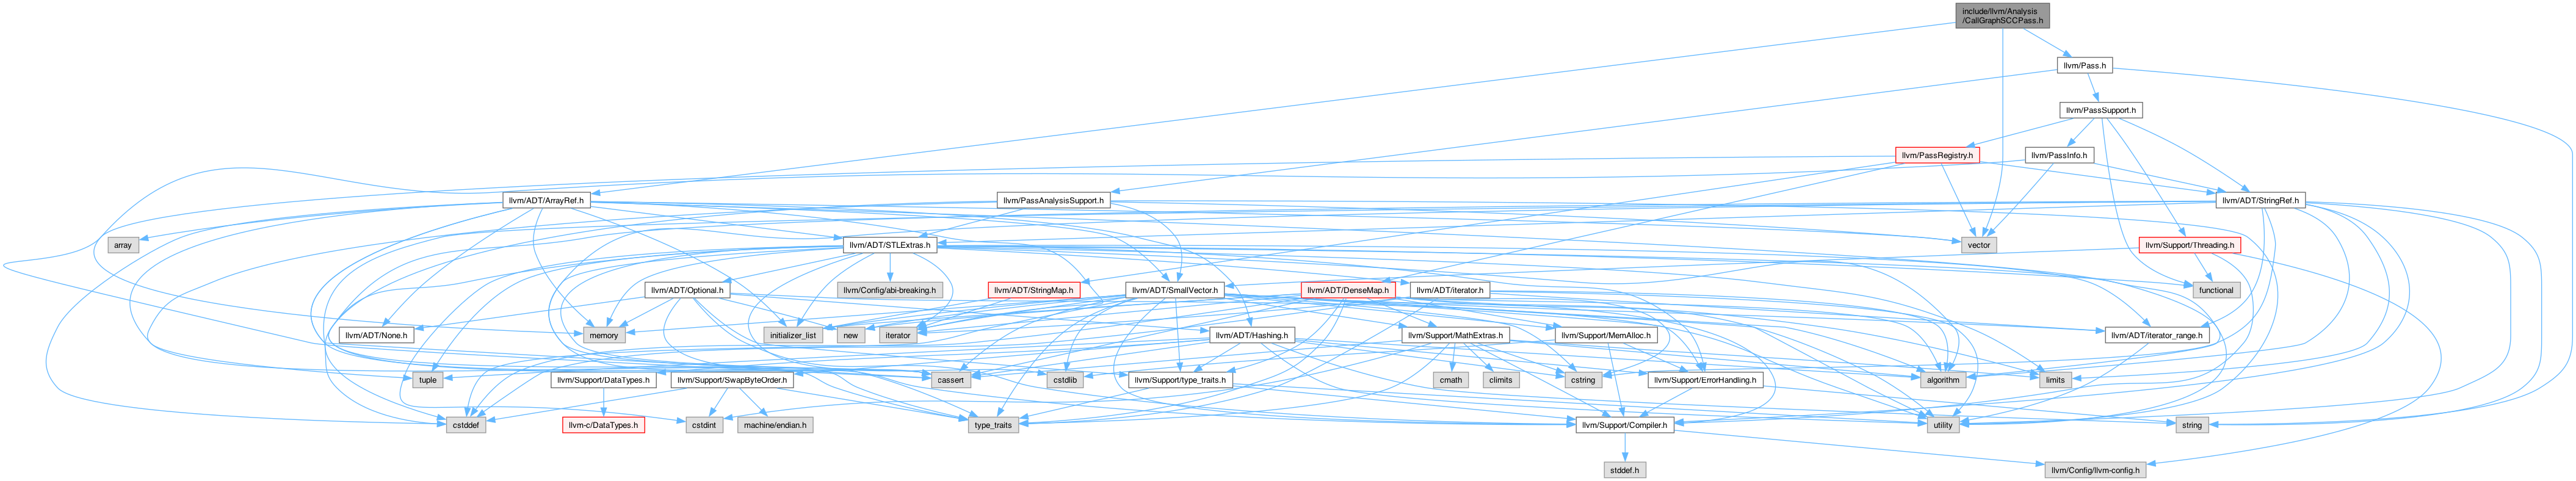 include/llvm/Analysis
/CallGraphSCCPass.h
llvm/Pass.h
llvm/PassSupport.h
llvm/PassRegistry.h
llvm/PassInfo.h
llvm/ADT/ArrayRef.h
llvm/PassAnalysisSupport.h
llvm/ADT/StringRef.h
array
llvm/ADT/STLExtras.h
vector
llvm/Support/Threading.h
llvm/ADT/Optional.h
llvm/Config/abi-breaking.h
llvm/ADT/StringMap.h
llvm/ADT/SmallVector.h
llvm/ADT/DenseMap.h
llvm/ADT/iterator.h
functional
llvm/ADT/None.h
memory
initializer_list
new
iterator
llvm/ADT/Hashing.h
llvm/Support/MathExtras.h
llvm/Support/MemAlloc.h
llvm/ADT/iterator_range.h
tuple
llvm/Support/DataTypes.h
llvm/Support/SwapByteOrder.h
cassert
cstdlib
llvm/Support/type_traits.h
cmath
climits
cstring
llvm/Support/ErrorHandling.h
algorithm
limits
cstddef
llvm-c/DataTypes.h
cstdint
machine/endian.h
type_traits
llvm/Support/Compiler.h
utility
string
stddef.h
llvm/Config/llvm-config.h